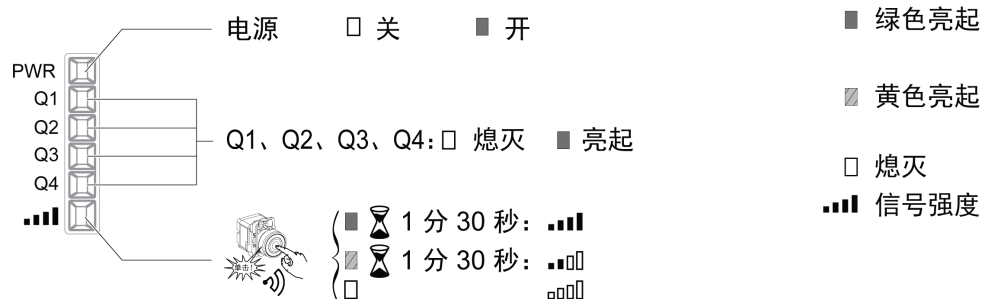 电源 关 开
绿色亮起
PWR
Q1
黄色亮起
Q2
Q1、Q2、Q3、Q4: 熄灭 亮起
Q3
熄灭
Q4
信号强度
1 分 30 秒:
单击!
1 分 30 秒: